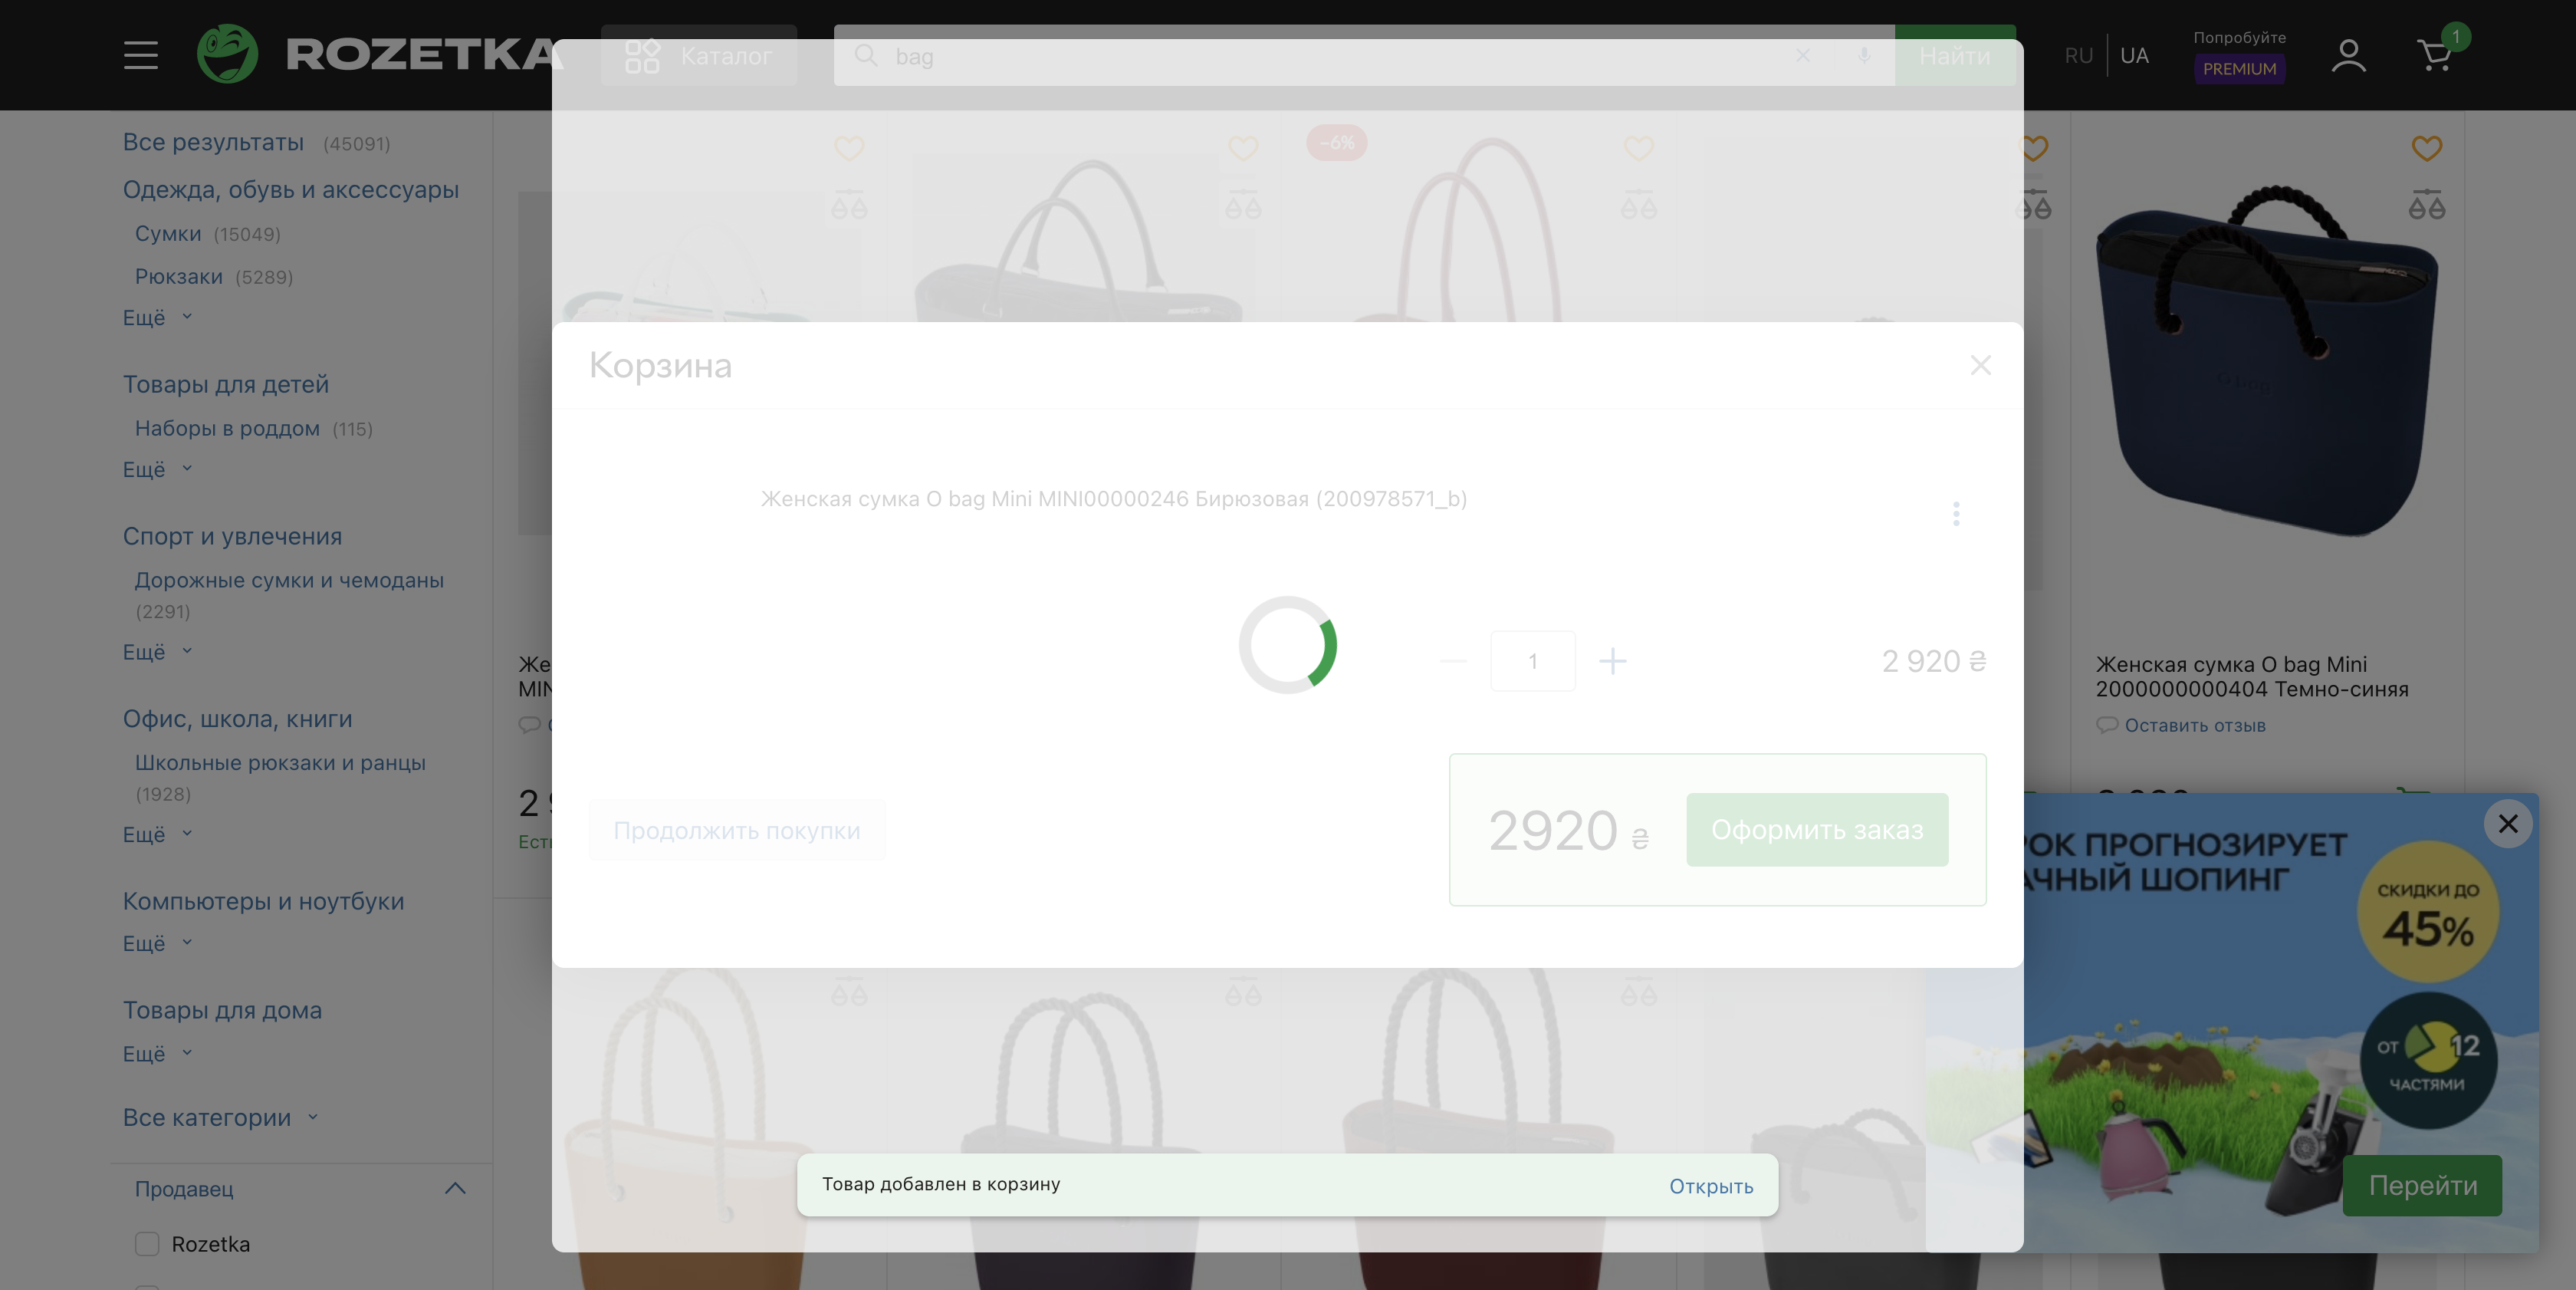 ROZETKA
Каталог
bag
Найти
RU
UA
Попробуйте
PREMIUM
1
Все результаты (45091)
Одежда, обувь и аксессуары
Сумки (15049)
Рюкзаки (5289)
Ещё
Товары для детей
Наборы в роддом (115)
Ещё
Спорт и увлечения
Дорожные сумки и чемоданы
(2291)
Ещё
Офис, школа, книги
Школьные рюкзаки и ранцы
(1928)
Ещё
Компьютеры и ноутбуки
Ещё
Товары для дома
Ещё
Все категории
Продавец
Rozetka
-6%
Корзина
Женская сумка O bag Mini MINI00000246 Бирюзовая (200978571_b)
1
2 920 ₴
Продолжить покупки
2920 ₴
Оформить заказ
Товар добавлен в корзину
Открыть
Женская сумка O bag Mini
2000000000404 Темно-синяя
Оставить отзыв
РОК ПРОГНОЗИРУЕТ
АЧНЫЙ ШОПИНГ
СКИДКИ ДО
45%
ОТ 12
ЧАСТЯМИ
Перейти